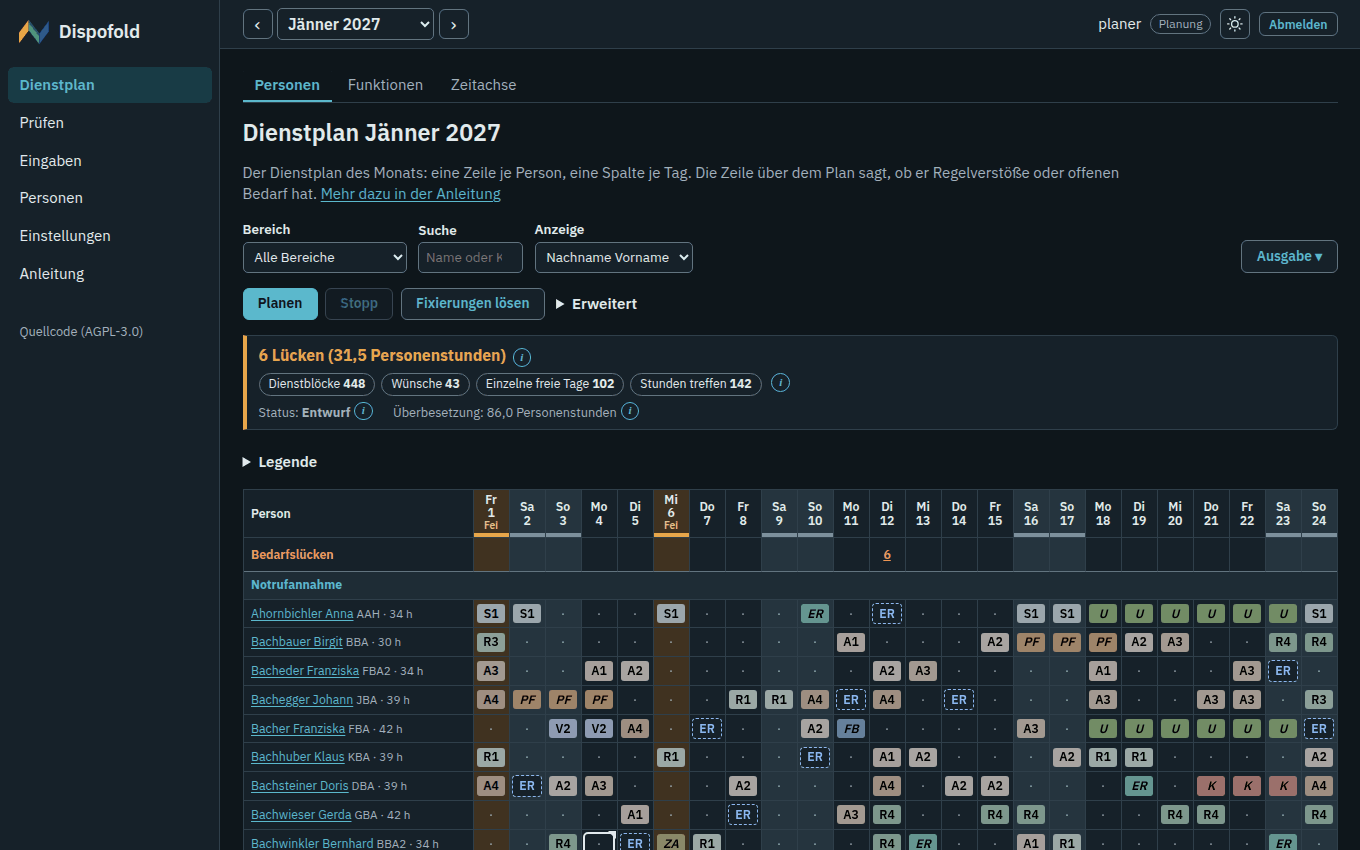 Dispofold
Dienstplan
Prüfen
Eingaben
Personen
Einstellungen
Anleitung
Quellcode (AGPL-3.0)
‹ Jänner 2027 ›
planer Planung Abmelden
Personen Funktionen Zeitachse
Dienstplan Jänner 2027
Der Dienstplan des Monats: eine Zeile je Person, eine Spalte je Tag. Die Zeile über dem Plan sagt, ob er Regelverstöße oder offenen
Bedarf hat. Mehr dazu in der Anleitung
Bereich Suche Anzeige
Alle Bereiche Name oder K Nachname Vorname Ausgabe ▾
Planen Stopp Fixierungen lösen ▶ Erweitert
6 Lücken (31,5 Personenstunden) i
Dienstblöcke 448 Wünsche 43 Einzelne freie Tage 102 Stunden treffen 142 i
Status: Entwurf i Überbesetzung: 86,0 Personenstunden i
▶ Legende
Person Fr 1 Fei Sa 2 So 3 Mo 4 Di 5 Mi 6 Fei Do 7 Fr 8 Sa 9 So 10 Mo 11 Di 12 Mi 13 Do 14 Fr 15 Sa 16 So 17 Mo 18 Di 19 Mi 20 Do 21 Fr 22 Sa 23 So 24
Bedarfslücken 6
Notrufannahme
Ahornbichler Anna AAH · 34 h S1 S1 · · · S1 · · · ER · ER · · · S1 S1 U U U U U U S1
Bachbauer Birgit BBA · 30 h R3 · · · · · · · · · A1 · · · A2 PF PF PF A2 A3 · · R4 R4
Bacheder Franziska FBA2 · 34 h A3 · · A1 A2 · · · · · · A2 A3 · · · · A1 · · · A3 ER ·
Bachegger Johann JBA · 39 h A4 PF PF PF · · · R1 R1 A4 ER A4 · ER · · · A3 · · A3 A3 · R3
Bacher Franziska FBA · 42 h · · V2 V2 A4 · ER · · A2 FB · · · · A3 · U U U U U U ER
Bachhuber Klaus KBA · 39 h R1 · · · · R1 · · · ER · A1 A2 · · · A2 R1 R1 · · · · A2
Bachsteiner Doris DBA · 39 h A4 ER A2 A3 · · · A2 · · · A4 · A2 A2 · · · ER · K K K A4
Bachwieser Gerda GBA · 42 h · · · · A1 · · ER · · A3 R4 · · R4 R4 · · · R4 R4 · · R4
Bachwinkler Bernhard BBA2 · 34 h · · R4 · ER ZA R1 · · · · R4 ER · · A1 R1 · · · · · ER ·